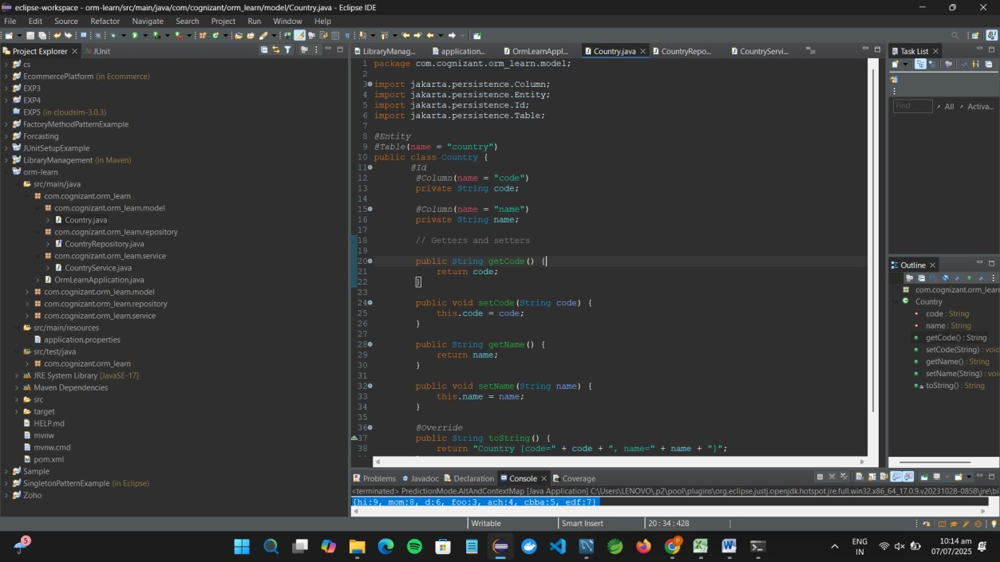 eclipse-workspace - orm-learn/src/main/java/com/cognizant/orm_learn/model/Country.java - Eclipse IDE
File Edit Source Refactor Navigate Search Project Run Window Help
Project Explorer JUnit
cs
EcommercePlatform (in Ecommerce)
EXP3
EXP4
EXP5 (in cloudsim-3.0.3)
FactoryMethodPatternExample
Forcasting
JUnitSetupExample
LibraryManagement (in Maven)
orm-learn
src/main/java
com.cognizant.orm_learn
com.cognizant.orm_learn.model
Country.java
com.cognizant.orm_learn.repository
CountryRepository.java
com.cognizant.orm_learn.service
CountryService.java
OrmLearnApplication.java
com.cognizant.orm_learn.model
com.cognizant.orm_learn.repository
com.cognizant.orm_learn.service
src/main/resources
application.properties
src/test/java
com.cognizant.orm_learn
JRE System Library [JavaSE-17]
Maven Dependencies
src
target
HELP.md
mvnw
mvnw.cmd
pom.xml
Sample
SingletonPatternExample (in Eclipse)
Zoho
LibraryManag... application.... OrmLearnAppl... Country.java CountryRepo... CountryServi...
1 package com.cognizant.orm_learn.model;
2
3 import jakarta.persistence.Column;
4 import jakarta.persistence.Entity;
5 import jakarta.persistence.Id;
6 import jakarta.persistence.Table;
7
8 @Entity
9 @Table(name = "country")
10 public class Country {
11 @Id
12 @Column(name = "code")
13 private String code;
14
15 @Column(name = "name")
16 private String name;
17
18 // Getters and setters
19
20 public String getCode() {
21 return code;
22 }
23
24 public void setCode(String code) {
25 this.code = code;
26 }
27
28 public String getName() {
29 return name;
30 }
31
32 public void setName(String name) {
33 this.name = name;
34 }
35
36 @Override
37 public String toString() {
38 return "Country [code=" + code + ", name=" + name + "]";
Task List
Find All Activa...
Outline
com.cognizant.orm_lear
Country
code : String
name : String
getCode() : String
setCode(String) : voi
getName() : String
setName(String) : voi
toString() : String
Problems Javadoc Declaration Console Coverage
<terminated> PredictionMode.AltAndContextMap [Java Application] C:\Users\LENOVO\.p2\pool\plugins\org.eclipse.justj.openjdk.hotspot.jre.full.win32.x86_64_17.0.9.v20231028-0858\jre\bi
{hi:9, mom:8, d:6, foo:3, ach:4, cbba:5, edf:7}
Writable Smart Insert 20 : 34 : 428
5
ENG
IN
10:14 am
07/07/2025